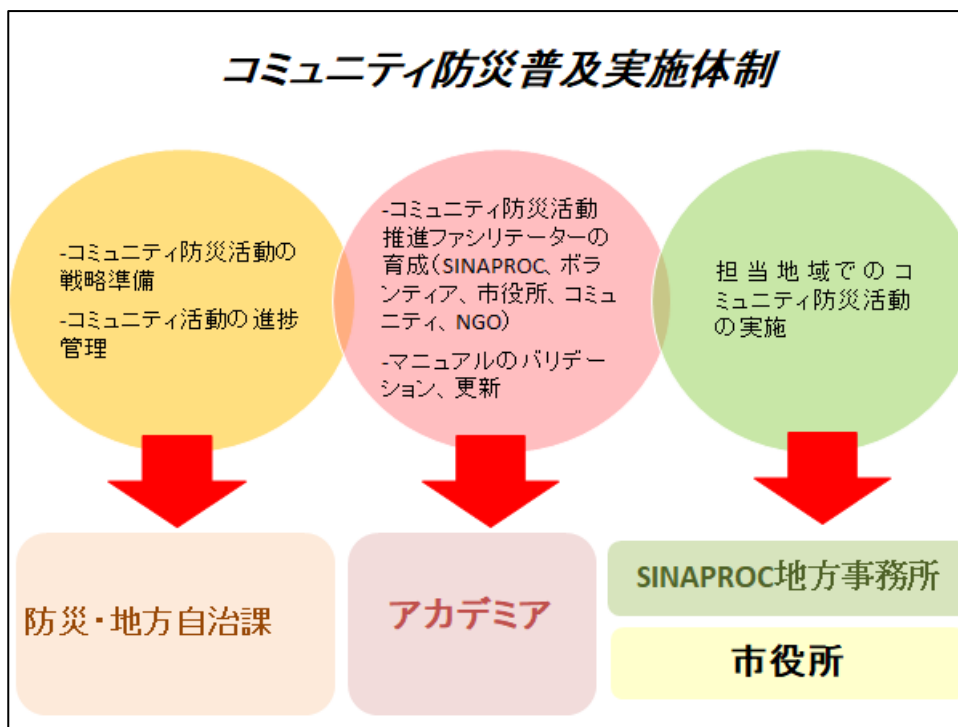 コミュニティ防災普及実施体制
-コミュニティ防災活動の
戦略準備
-コミュニティ活動の進捗
管理
-コミュニティ防災活動
推進ファシリテーターの
育成(SINAPROC、ボラ
ンティア、市役所、コミュ
ニティ、NGO)
-マニュアルのバリデー
ション、更新
担当地域でのコ
ミュニティ防災活動
の実施
防災・地方自治課
アカデミア
SINAPROC地方事務所
市役所